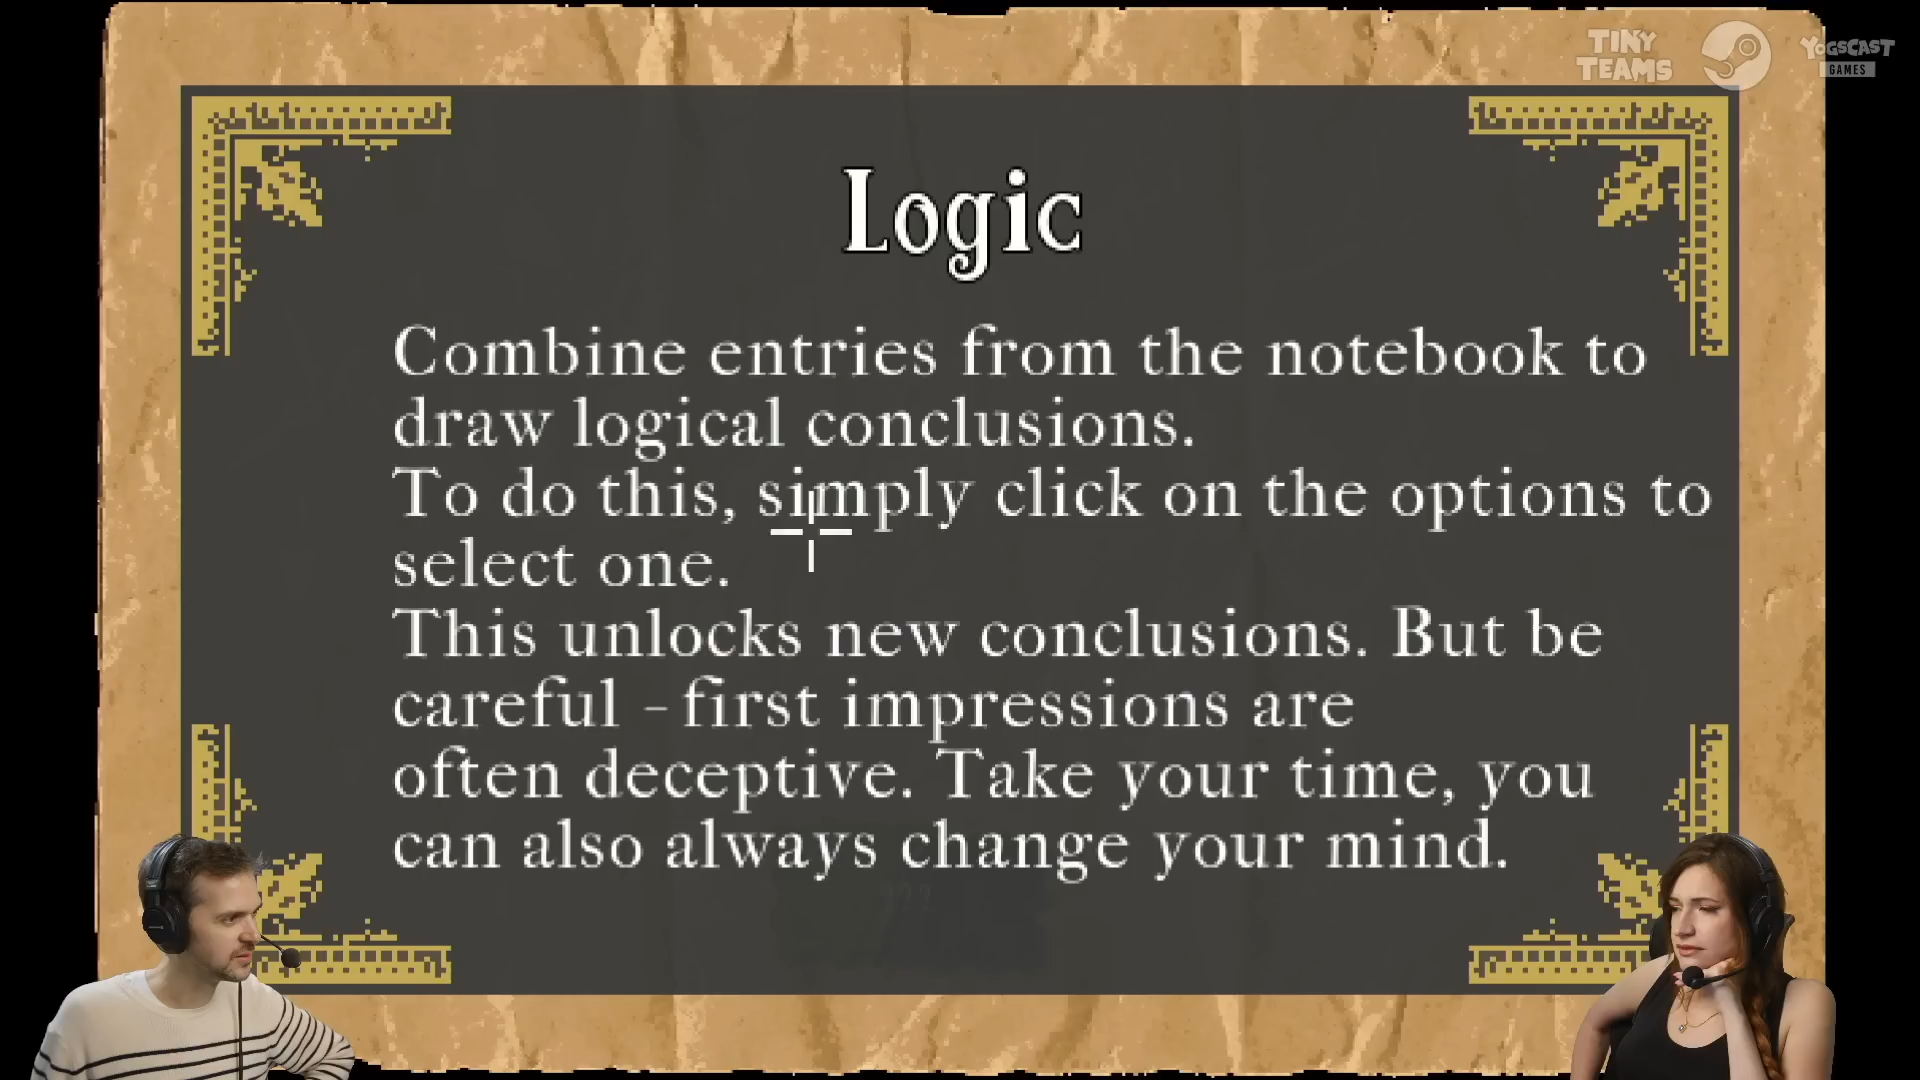 TINY
TEAMS
YOGSCAST
GAMES
Logic
Combine entries from the notebook to
draw logical conclusions.
To do this, simply click on the options to
select one.
This unlocks new conclusions. But be
careful -first impressions are
often deceptive. Take your time, you
can also always change your mind.
???